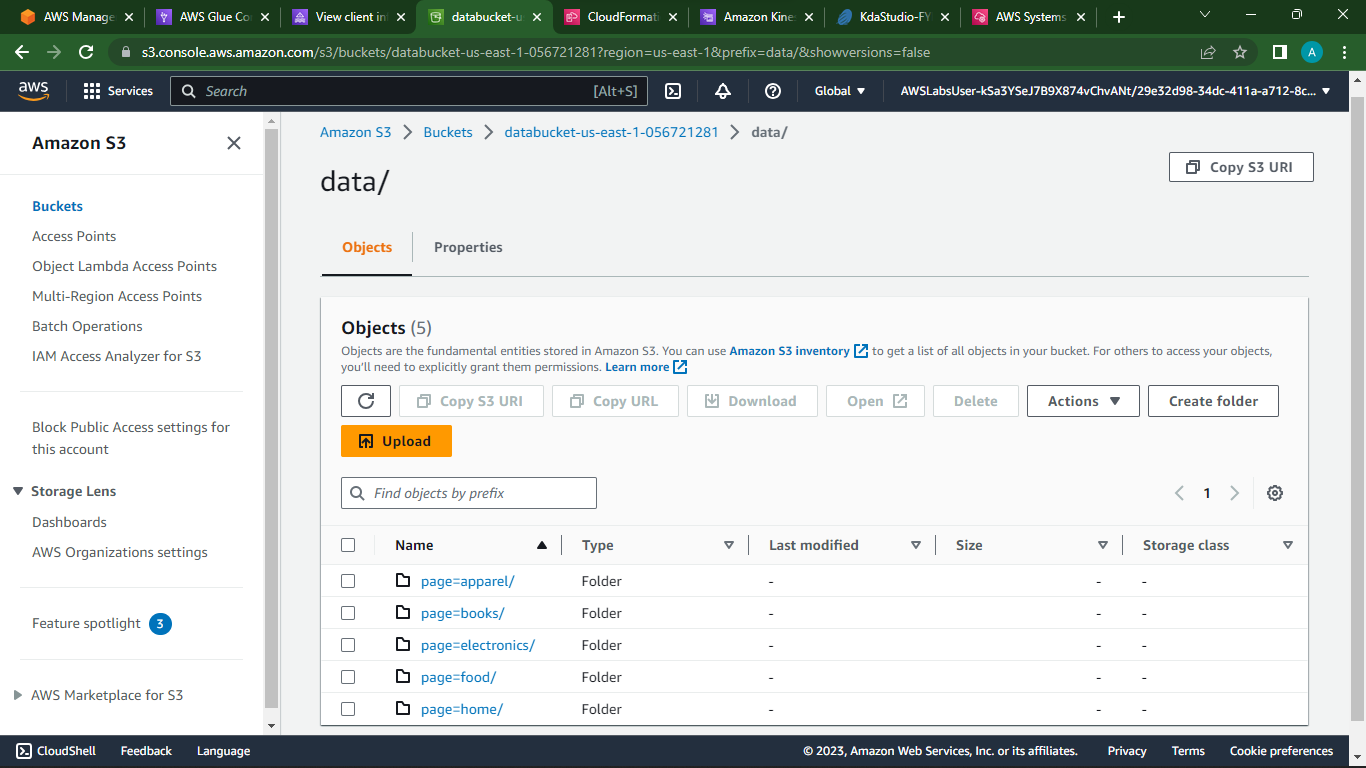 AWS Manage
AWS Glue Co
View client in
databucket-us
CloudFormati
Amazon Kines
KdaStudio-FY
AWS Systems
s3.console.aws.amazon.com/s3/buckets/databucket-us-east-1-056721281?region=us-east-1&prefix=data/&showversions=false
A
aws
Services
Search
[Alt+S]
Global
AWSLabsUser-kSa3YSeJ7B9X874vChvANt/29e32d98-34dc-411a-a712-8c...
Amazon S3
Buckets
Access Points
Object Lambda Access Points
Multi-Region Access Points
Batch Operations
IAM Access Analyzer for S3
Block Public Access settings for
this account
Storage Lens
Dashboards
AWS Organizations settings
Feature spotlight 3
AWS Marketplace for S3
Amazon S3 > Buckets > databucket-us-east-1-056721281 > data/
data/
Copy S3 URI
Objects
Properties
Objects (5)
Objects are the fundamental entities stored in Amazon S3. You can use Amazon S3 inventory to get a list of all objects in your bucket. For others to access your objects,
you'll need to explicitly grant them permissions. Learn more
Copy S3 URI
Copy URL
Download
Open
Delete
Actions
Create folder
Upload
Find objects by prefix
1
Name Type Last modified Size Storage class
page=apparel/ Folder - - -
page=books/ Folder - - -
page=electronics/ Folder - - -
page=food/ Folder - - -
page=home/ Folder - - -
CloudShell Feedback Language © 2023, Amazon Web Services, Inc. or its affiliates. Privacy Terms Cookie preferences